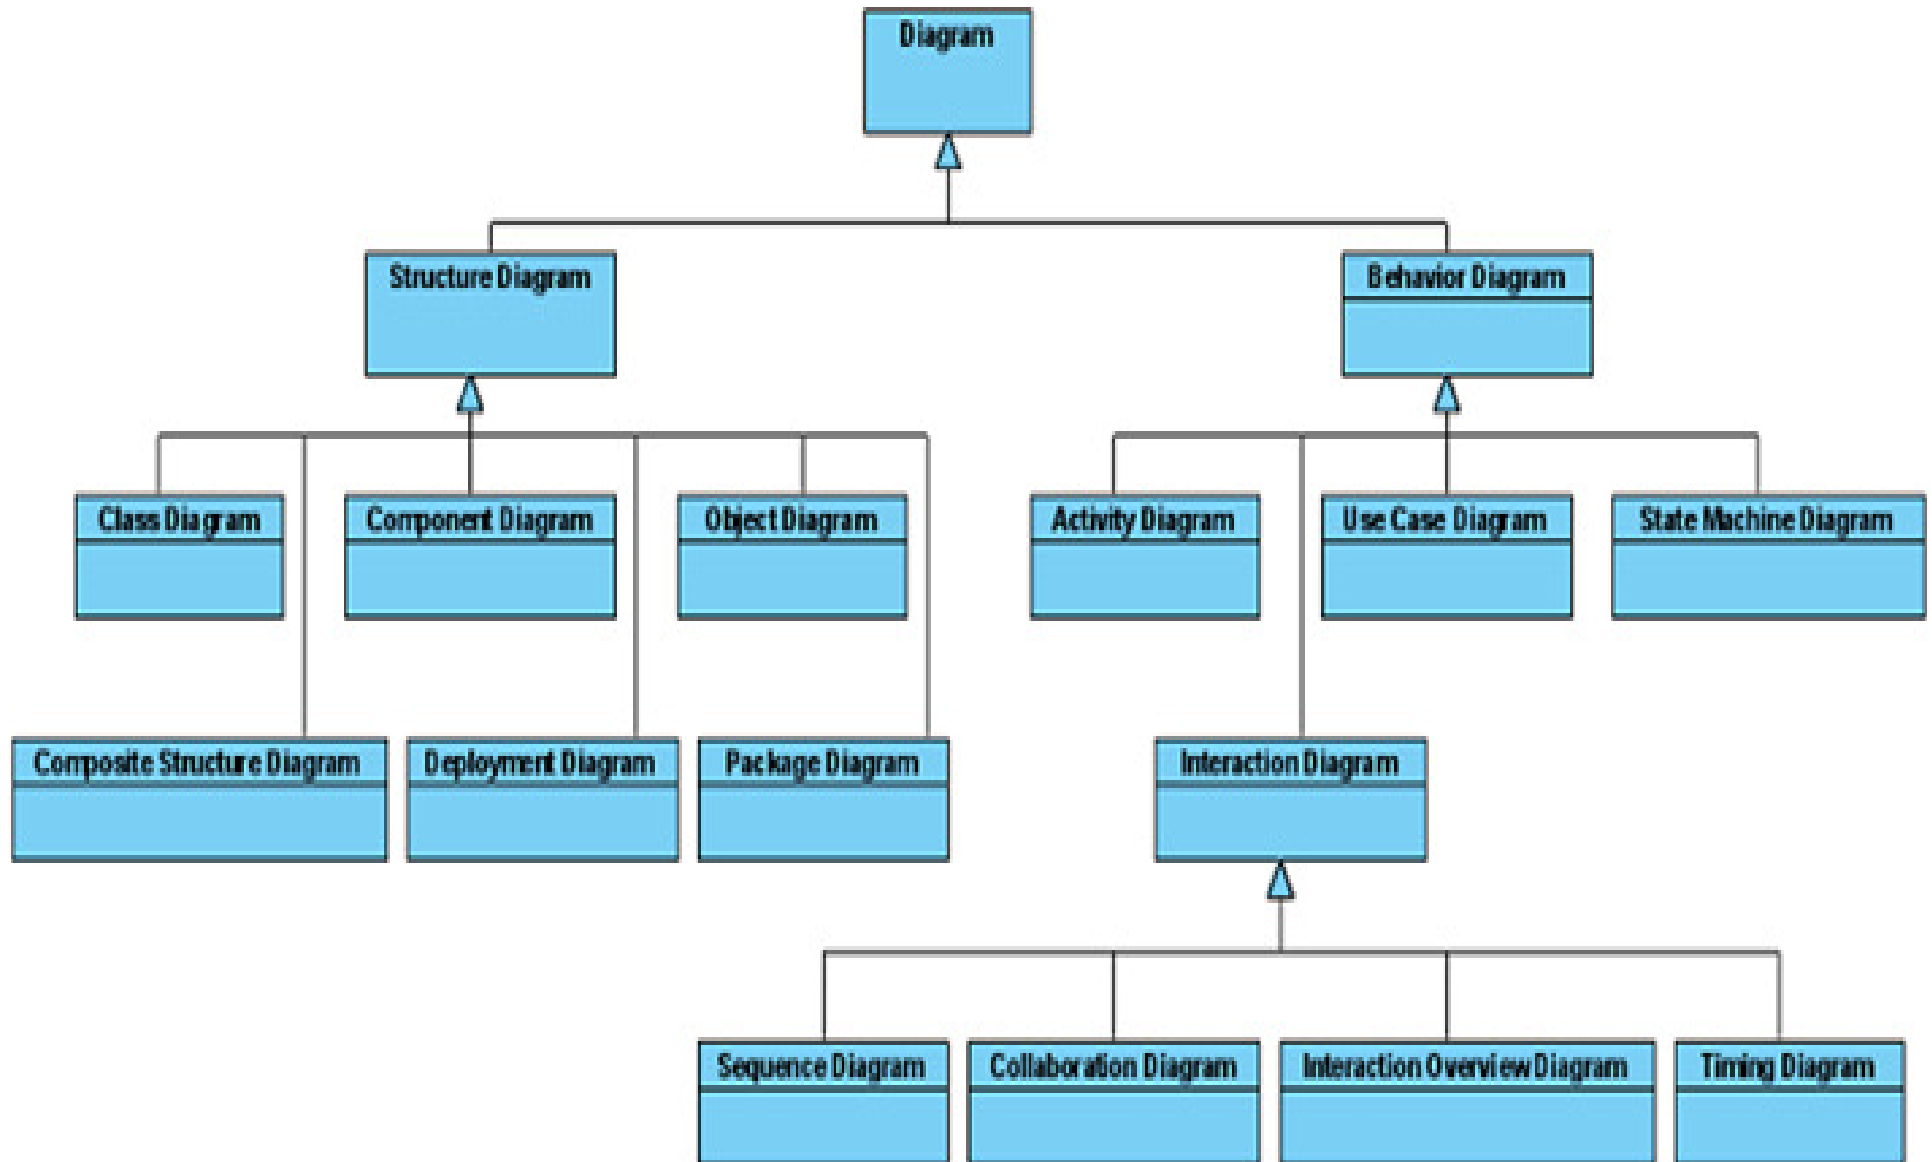 Diagram
Structure Diagram
Behavior Diagram
Class Diagram
Component Diagram
Object Diagram
Activity Diagram
Use Case Diagram
State Machine Diagram
Composite Structure Diagram
Deployment Diagram
Package Diagram
Interaction Diagram
Sequence Diagram
Collaboration Diagram
Interaction Overview Diagram
Timing Diagram